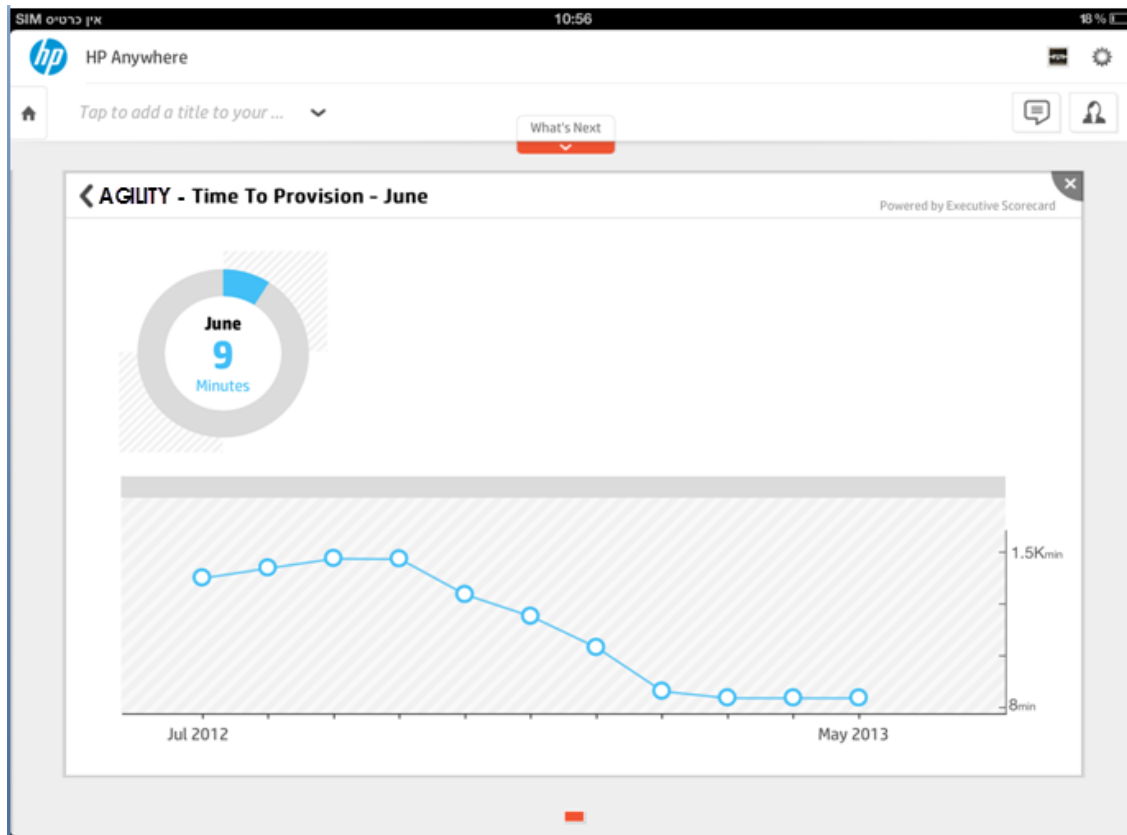 אין כרטיס SIM
10:56
18 %
hp
HP Anywhere
Tap to add a title to your ...
What's Next
AGILITY - Time To Provision - June
Powered by Executive Scorecard
June
9
Minutes
1.5Kmin
8min
Jul 2012
May 2013